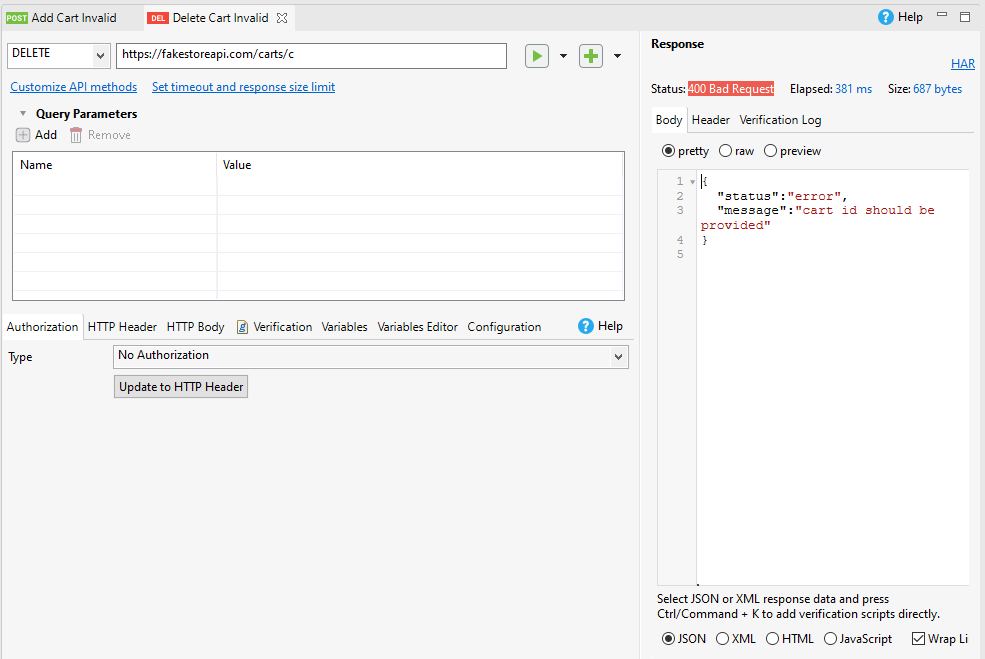 POST Add Cart Invalid DEL Delete Cart Invalid Help
DELETE https://fakestoreapi.com/carts/c
Customize API methods Set timeout and response size limit
Query Parameters
Add Remove
Name Value
Authorization HTTP Header HTTP Body Verification Variables Variables Editor Configuration Help
Type No Authorization
Update to HTTP Header
Response
HAR
Status: 400 Bad Request Elapsed: 381 ms Size: 687 bytes
Body Header Verification Log
pretty raw preview
1 {
2 "status":"error",
3 "message":"cart id should be
provided"
4 }
5
Select JSON or XML response data and press
Ctrl/Command + K to add verification scripts directly.
JSON XML HTML JavaScript Wrap Li